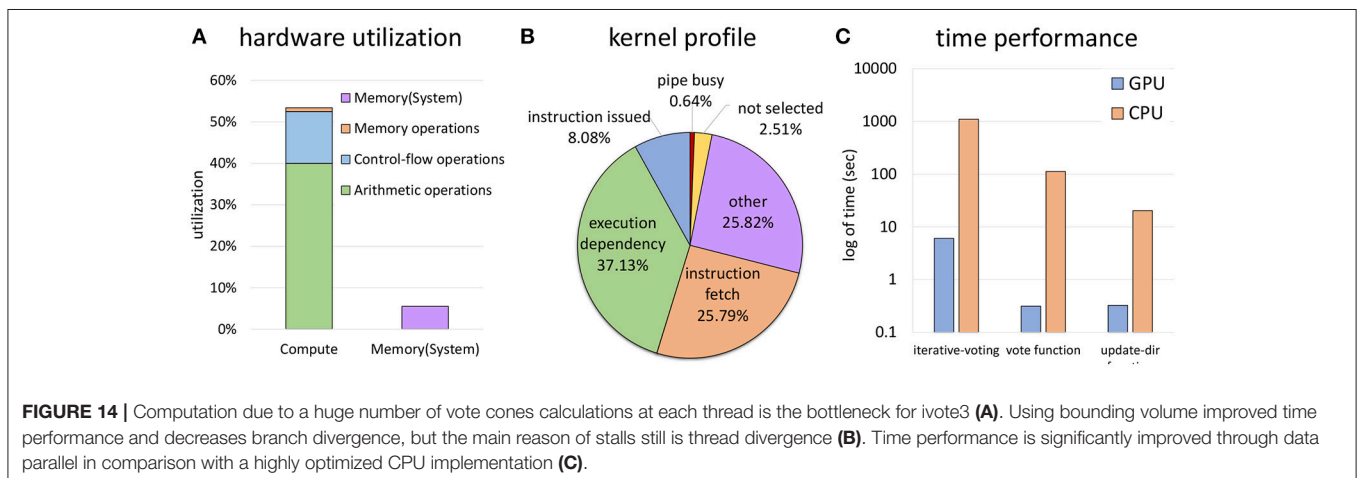 A hardware utilization
60%
50%
40%
30%
20%
10%
0%
utilization
Memory(System)
Memory operations
Control-flow operations
Arithmetic operations
Compute Memory(System)
B kernel profile
pipe busy
0.64%
not selected
2.51%
instruction issued
8.08%
other
25.82%
execution
dependency
37.13%
instruction
fetch
25.79%
C time performance
10000
1000
100
10
1
0.1
log of time (sec)
GPU
CPU
iterative-voting vote function update-dir
FIGURE 14 | Computation due to a huge number of vote cones calculations at each thread is the bottleneck for ivote3 (A). Using bounding volume improved time
performance and decreases branch divergence, but the main reason of stalls still is thread divergence (B). Time performance is significantly improved through data
parallel in comparison with a highly optimized CPU implementation (C).